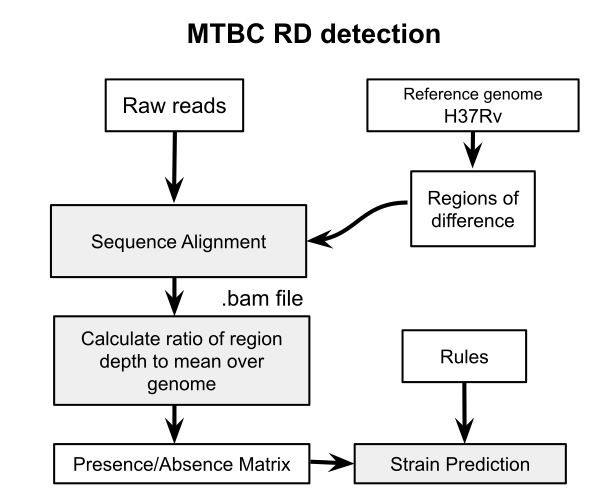 MTBC RD detection
Raw reads
Reference genome
H37Rv
Regions of
difference
Sequence Alignment
.bam file
Calculate ratio of region
depth to mean over
genome
Rules
Presence/Absence Matrix
Strain Prediction